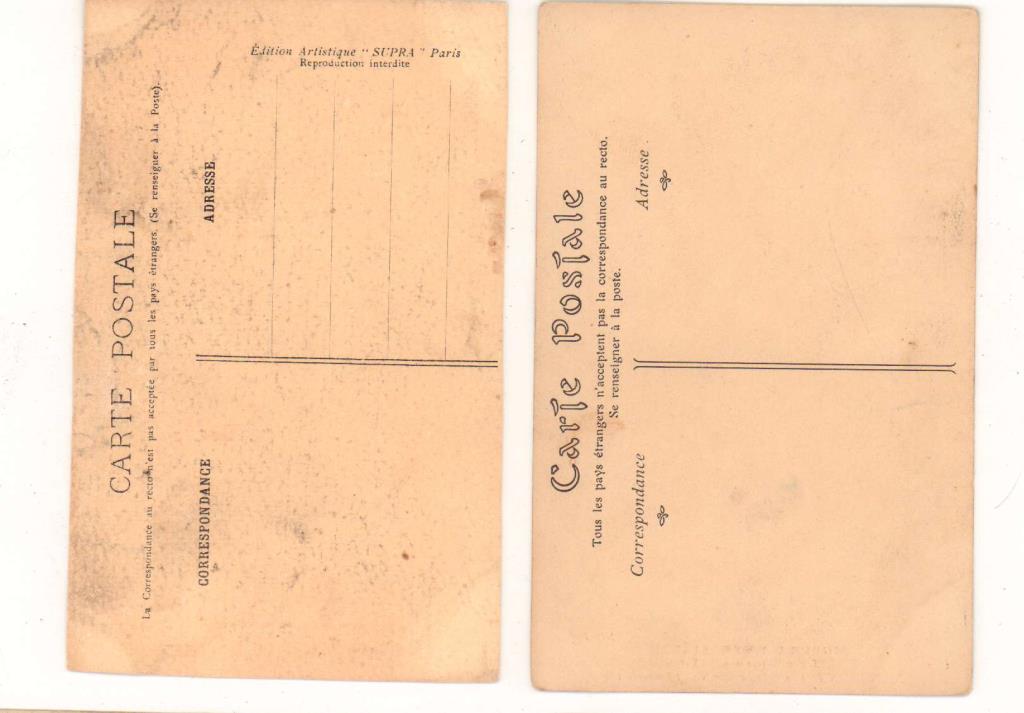 CARTE POSTALE
La Correspondance au recto n'est pas acceptée par tous les pays étrangers. (Se renseigner à la Poste).
CORRESPONDANCE
ADRESSE
Édition Artistique "SUPRA" Paris
Reproduction interdite
Carte Postale
Tous les pays étrangers n'acceptent pas la correspondance au recto.
Se renseigner à la poste.
Correspondance
Adresse